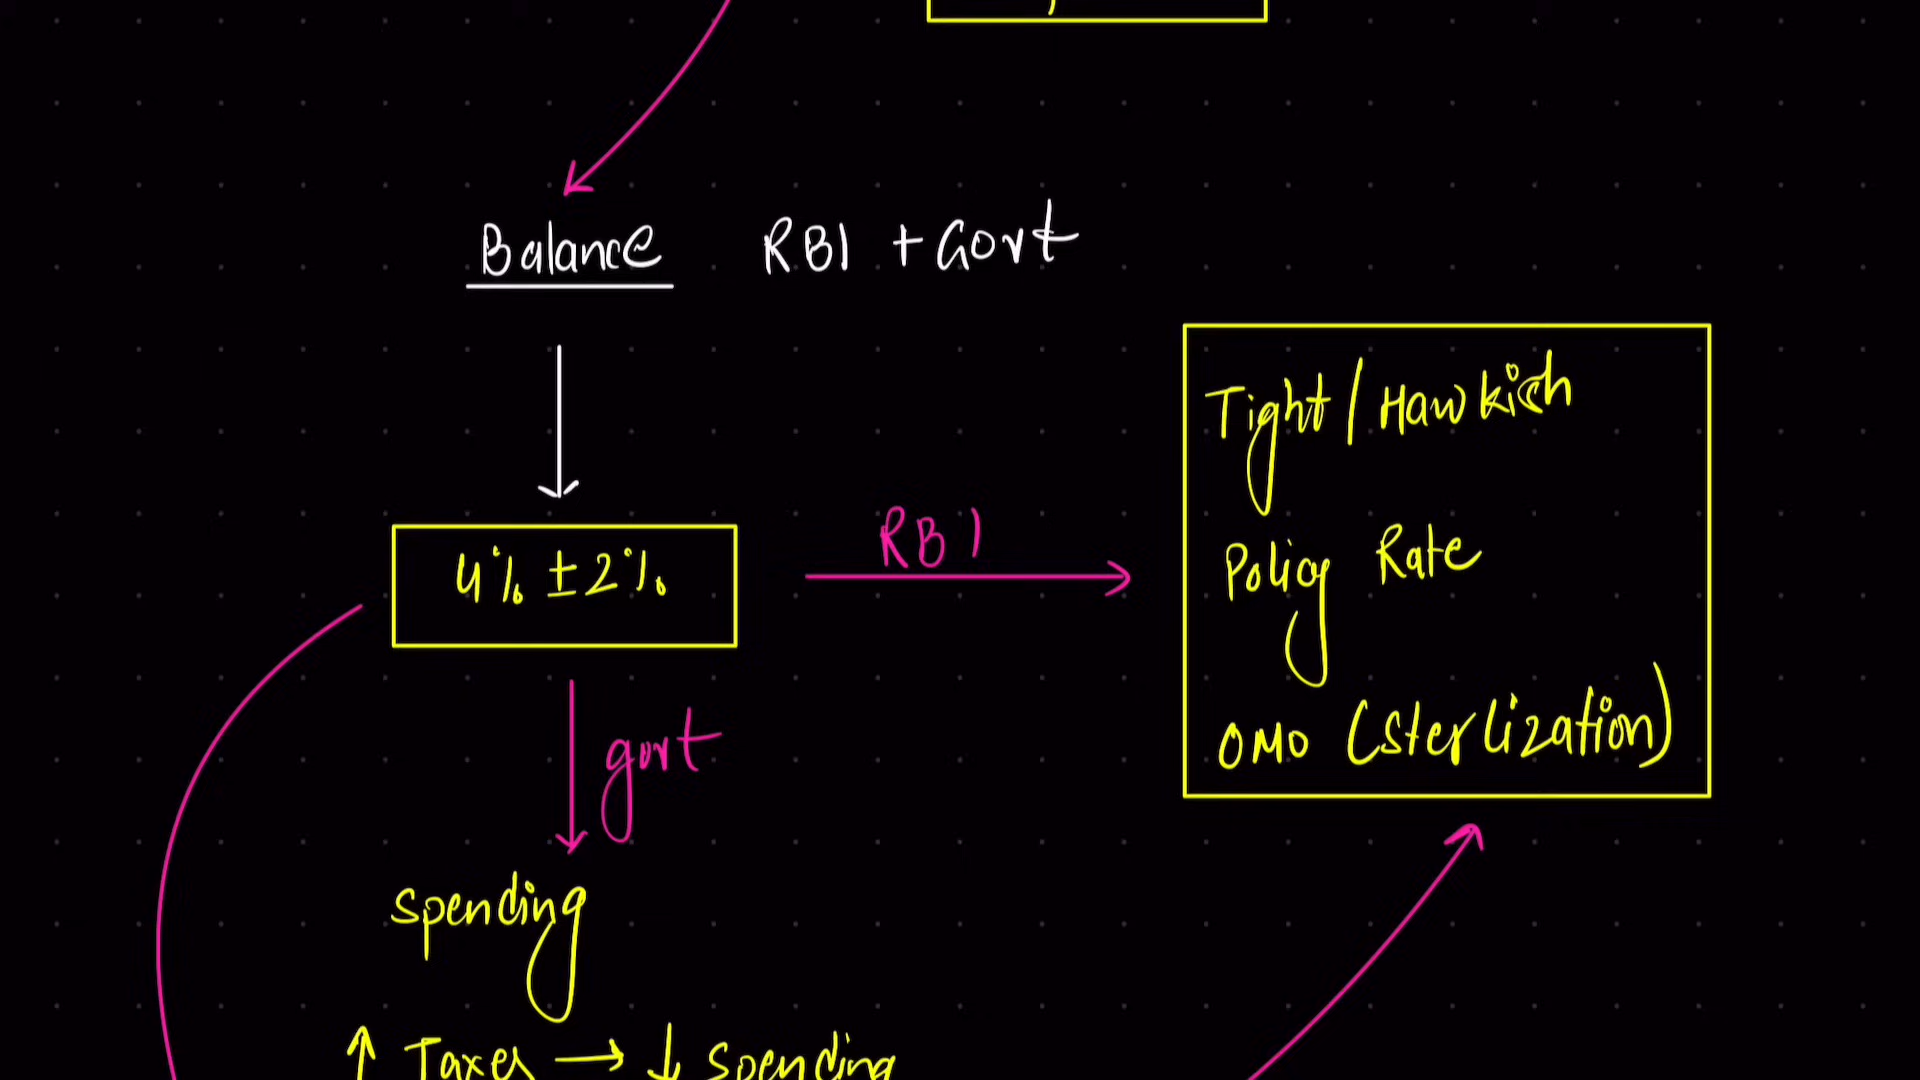 Balance RBI + Govt
4% ± 2%
RBI
Tight / Hawkish
Policy Rate
OMO (Sterlization)
govt
spending
↑ Taxes → ↓ spending